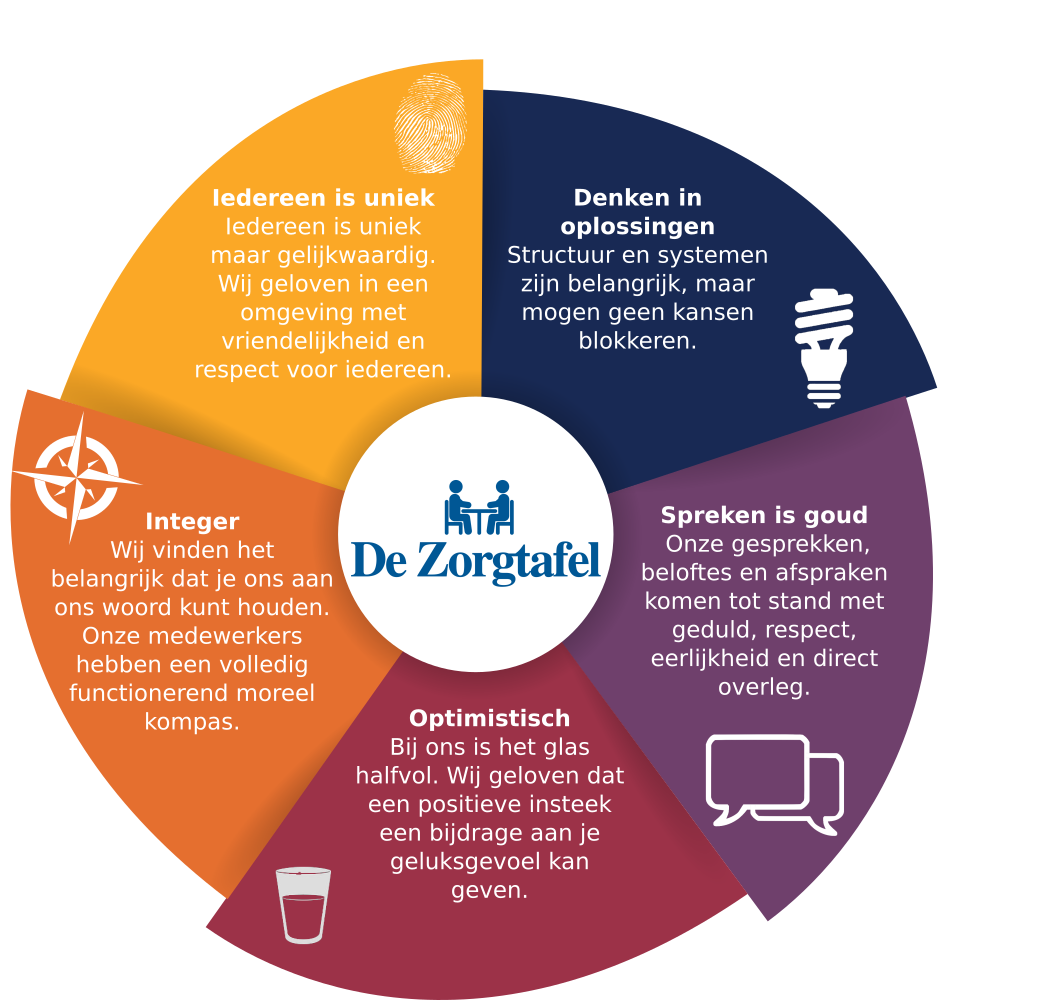 Iedereen is uniek
Iedereen is uniek
maar gelijkwaardig.
Wij geloven in een
omgeving met
vriendelijkheid en
respect voor iedereen.
Denken in
oplossingen
Structuur en systemen
zijn belangrijk, maar
mogen geen kansen
blokkeren.
Integer
Wij vinden het
belangrijk dat je ons aan
ons woord kunt houden.
Onze medewerkers
hebben een volledig
functionerend moreel
kompas.
De Zorgtafel
Spreken is goud
Onze gesprekken,
beloftes en afspraken
komen tot stand met
geduld, respect,
eerlijkheid en direct
overleg.
Optimistisch
Bij ons is het glas
halfvol. Wij geloven dat
een positieve insteek
een bijdrage aan je
geluksgevoel kan
geven.